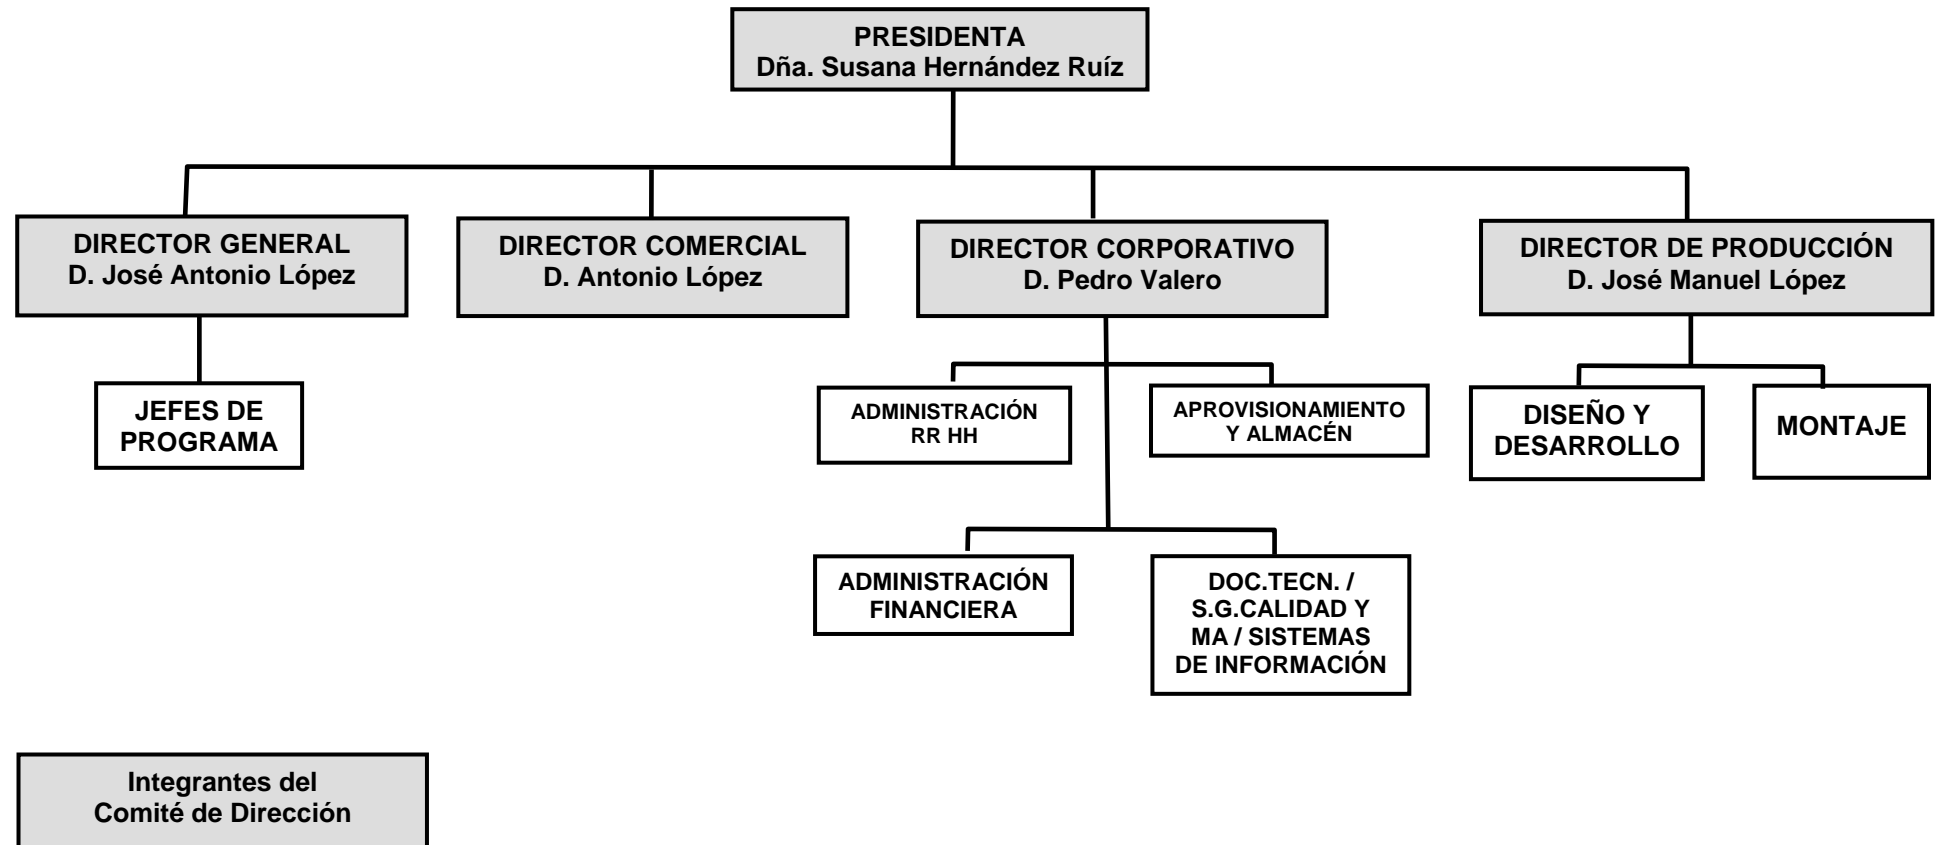 PRESIDENTA
Dña. Susana Hernández Ruíz
DIRECTOR GENERAL
D. José Antonio López
DIRECTOR COMERCIAL
D. Antonio López
DIRECTOR CORPORATIVO
D. Pedro Valero
DIRECTOR DE PRODUCCIÓN
D. José Manuel López
JEFES DE
PROGRAMA
ADMINISTRACIÓN
RR HH
APROVISIONAMIENTO
Y ALMACÉN
DISEÑO Y
DESARROLLO
MONTAJE
ADMINISTRACIÓN
FINANCIERA
DOC.TECN. /
S.G.CALIDAD Y
MA / SISTEMAS
DE INFORMACIÓN
Integrantes del
Comité de Dirección